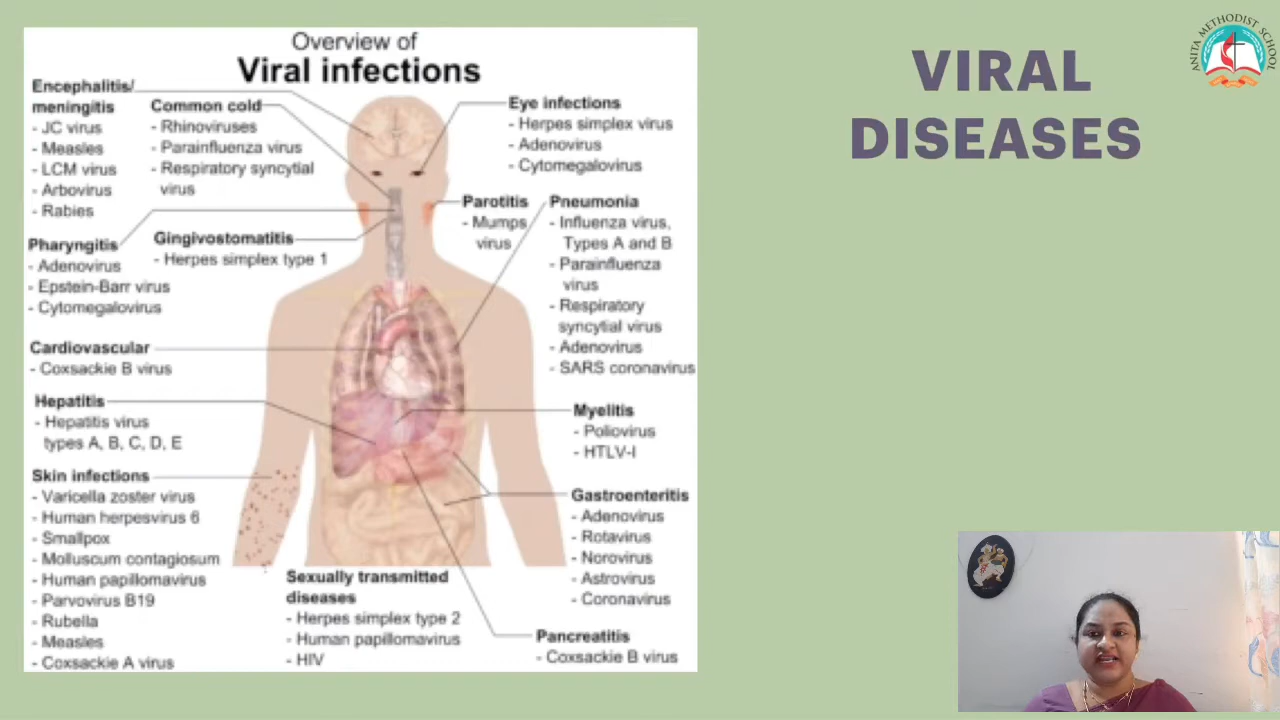 Overview of
Viral infections
Encephalitis/
meningitis
- JC virus
- Measles
- LCM virus
- Arbovirus
- Rabies
Common cold
- Rhinoviruses
- Parainfluenza virus
- Respiratory syncytial
virus
Eye infections
- Herpes simplex virus
- Adenovirus
- Cytomegalovirus
Pharyngitis
- Adenovirus
- Epstein-Barr virus
- Cytomegalovirus
Gingivostomatitis
- Herpes simplex type 1
Parotitis
- Mumps
virus
Pneumonia
- Influenza virus,
Types A and B
- Parainfluenza
virus
- Respiratory
syncytial virus
- Adenovirus
- SARS coronavirus
Cardiovascular
- Coxsackie B virus
Hepatitis
- Hepatitis virus
types A, B, C, D, E
Myelitis
- Poliovirus
- HTLV-I
Skin infections
- Varicella zoster virus
- Human herpesvirus 6
- Smallpox
- Molluscum contagiosum
- Human papillomavirus
- Parvovirus B19
- Rubella
- Measles
- Coxsackie A virus
Gastroenteritis
- Adenovirus
- Rotavirus
- Norovirus
- Astrovirus
- Coronavirus
Sexually transmitted
diseases
- Herpes simplex type 2
- Human papillomavirus
- HIV
Pancreatitis
- Coxsackie B virus
VIRAL
DISEASES
ANITA METHODIST SCHOOL